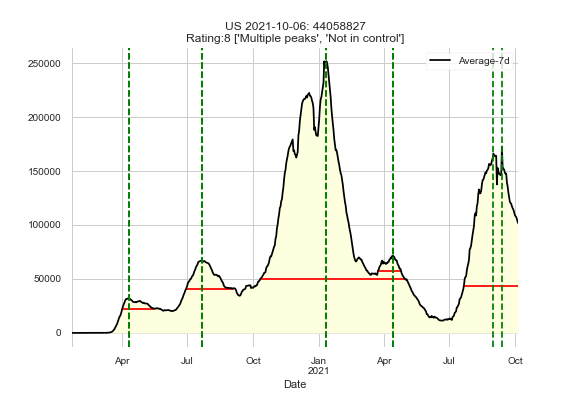 US 2021-10-06: 44058827
Rating:8 ['Multiple peaks', 'Not in control']
Average-7d
250000
200000
150000
100000
50000
0
Apr Jul Oct Jan Apr Jul Oct
2021
Date